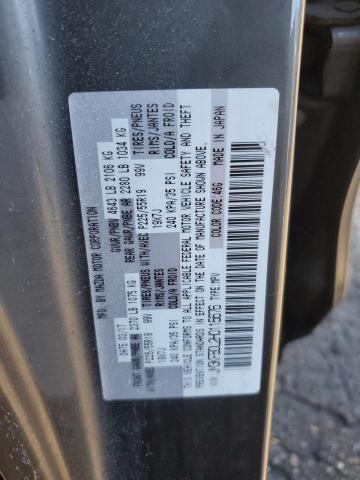 MFD. BY MAZDA MOTOR CORPORATION
DATE: 03/17 GVWR/PNBV 4643 LB 2106 KG
FRONT GAWR/PNBE AV 2370 LB 1075 KG REAR GAWR/PNBE AR 2280 LB 1034 KG
WITH/AVEC P225/55R19 99V TIRES/PNEUS WITH/AVEC P225/55R19 99V TIRES/PNEUS
19X7J RIMS/JANTES 19X7J RIMS/JANTES
240 KPA/35 PSI COLD/A FROID 240 KPA/35 PSI COLD/A FROID
THIS VEHICLE CONFORMS TO ALL APPLICABLE FEDERAL MOTOR VEHICLE SAFETY AND THEFT
PREVENTION STANDARDS IN EFFECT ON THE DATE OF MANUFACTURE SHOWN ABOVE.
COLOR CODE: 46G MADE IN JAPAN
TYPE: MPV